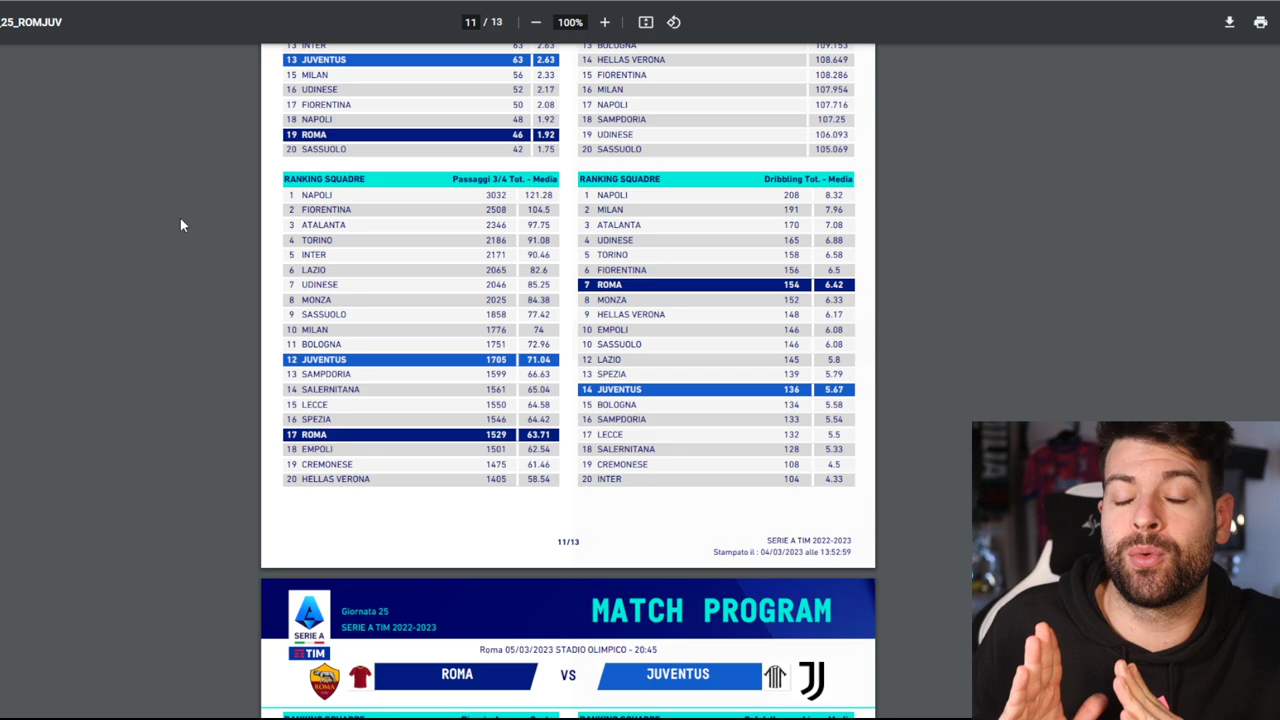 _25_ROMJUV
11 / 13
100%
13 INTER 63 2.63
13 JUVENTUS 63 2.63
15 MILAN 56 2.33
16 UDINESE 52 2.17
17 FIORENTINA 50 2.08
18 NAPOLI 48 1.92
19 ROMA 46 1.92
20 SASSUOLO 42 1.75
13 BOLOGNA 109.153
14 HELLAS VERONA 108.649
15 FIORENTINA 108.286
16 MILAN 107.954
17 NAPOLI 107.716
18 SAMPDORIA 107.25
19 UDINESE 106.093
20 SASSUOLO 105.069
RANKING SQUADRE Passaggi 3/4 Tot. - Media
1 NAPOLI 3032 121.28
2 FIORENTINA 2508 104.5
3 ATALANTA 2346 97.75
4 TORINO 2186 91.08
5 INTER 2171 90.46
6 LAZIO 2065 82.6
7 UDINESE 2046 85.25
8 MONZA 2025 84.38
9 SASSUOLO 1858 77.42
10 MILAN 1776 74
11 BOLOGNA 1751 72.96
12 JUVENTUS 1705 71.04
13 SAMPDORIA 1599 66.63
14 SALERNITANA 1561 65.04
15 LECCE 1550 64.58
16 SPEZIA 1546 64.42
17 ROMA 1529 63.71
18 EMPOLI 1501 62.54
19 CREMONESE 1475 61.46
20 HELLAS VERONA 1405 58.54
RANKING SQUADRE Dribbling Tot. - Media
1 NAPOLI 208 8.32
2 MILAN 191 7.96
3 ATALANTA 170 7.08
4 UDINESE 165 6.88
5 TORINO 158 6.58
6 FIORENTINA 156 6.5
7 ROMA 154 6.42
8 MONZA 152 6.33
9 HELLAS VERONA 148 6.17
10 EMPOLI 146 6.08
10 SASSUOLO 146 6.08
12 LAZIO 145 5.8
13 SPEZIA 139 5.79
14 JUVENTUS 136 5.67
15 BOLOGNA 134 5.58
16 SAMPDORIA 133 5.54
17 LECCE 132 5.5
18 SALERNITANA 128 5.33
19 CREMONESE 108 4.5
20 INTER 104 4.33
11/13
SERIE A TIM 2022-2023
Stampato il : 04/03/2023 alle 13:52:59
SERIE A
TIM
Giornata 25
SERIE A TIM 2022-2023
MATCH PROGRAM
Roma 05/03/2023 STADIO OLIMPICO - 20:45
ROMA
ROMA VS JUVENTUS